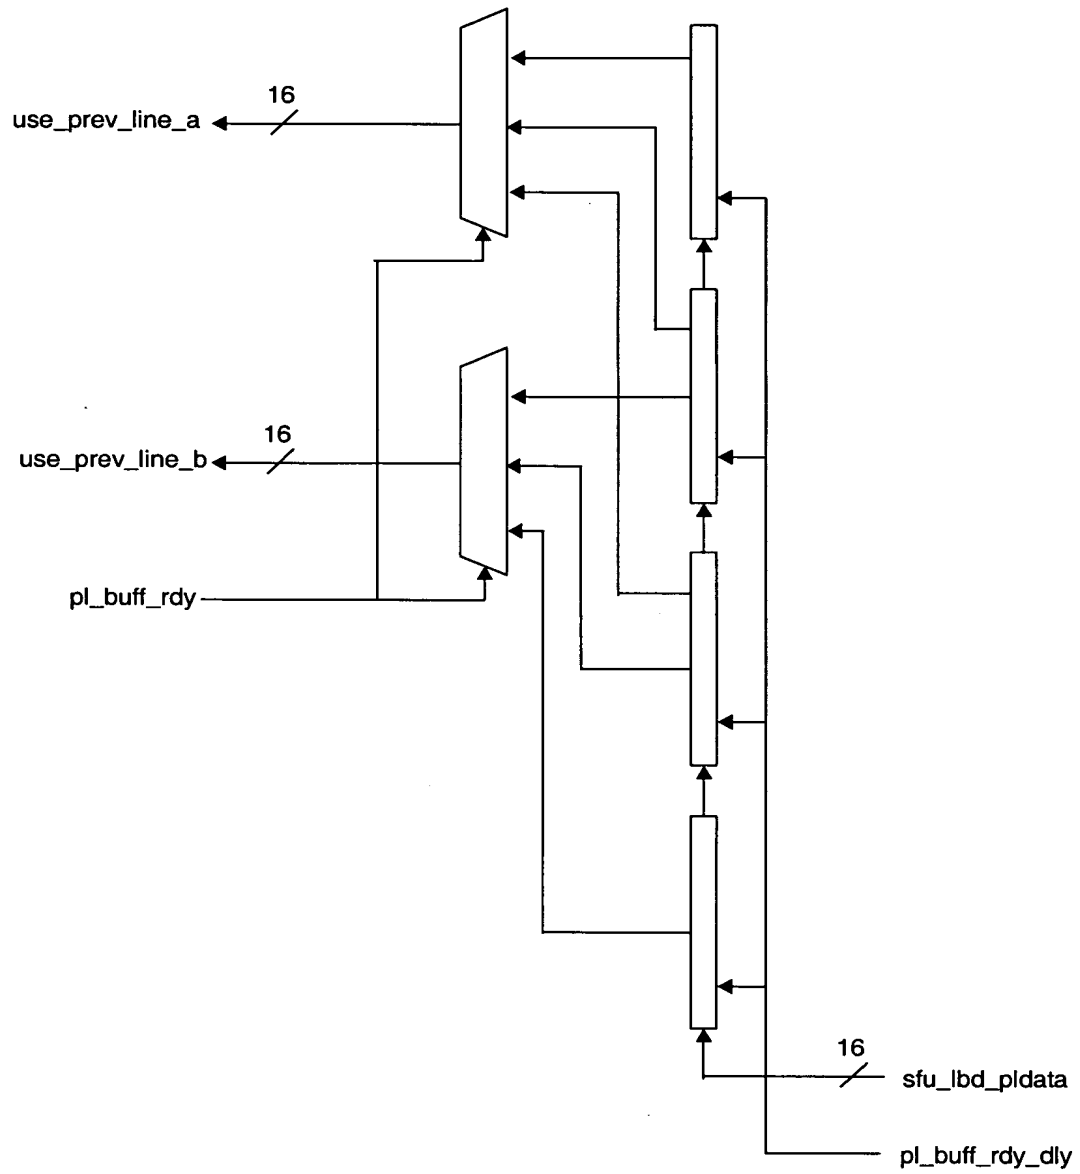 16
use_prev_line_a
16
use_prev_line_b
pl_buff_rdy
16
sfu_lbd_pldata
pl_buff_rdy_dly